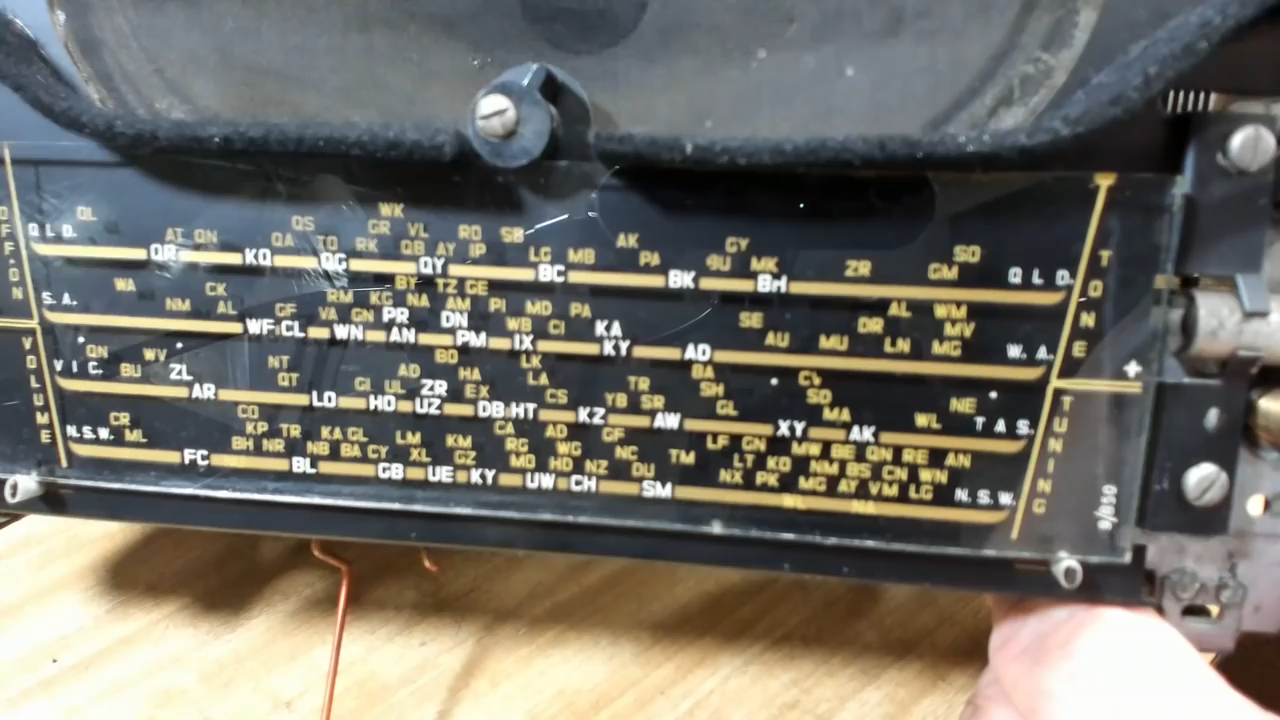 QL WK
QS GR VL RO SB
QLD. AT QN QA TO RK QB AY IP AK GY
LG MB PA MK SO
QR KQ QG QY BC BK BH ZR GM QLD.
WA CK BY TZ GE
S.A. NM AL GF RM KG NA AM PI MD PA AL WM
VA GN PR DN WB CI KA SE DR MV
WF CL WN AN PM IX KY AD AU MU LN MG W.A.
QN WV NT BO LK BA
VIC. BU ZL QT AD HA LA TR SH SD NE
GI UL ZR EX CS YB SR GL MA WL TAS.
AR LO HO UZ DB HT KZ AW XY AK
CR CO CA AD GF
N.S.W. ML KP TR KA GL LM KM RG WG NC TM LF GN MW BE QN RE AN
BH NR NB BA CY XL GZ MO HD NZ DU LT KO NM BS CN WN
FC BL GB UE KY UW CH SM NX PK MG AY VM LG N.S.W.
NA
OFF.ON
VOLUME
TONE
TUNING
9/850